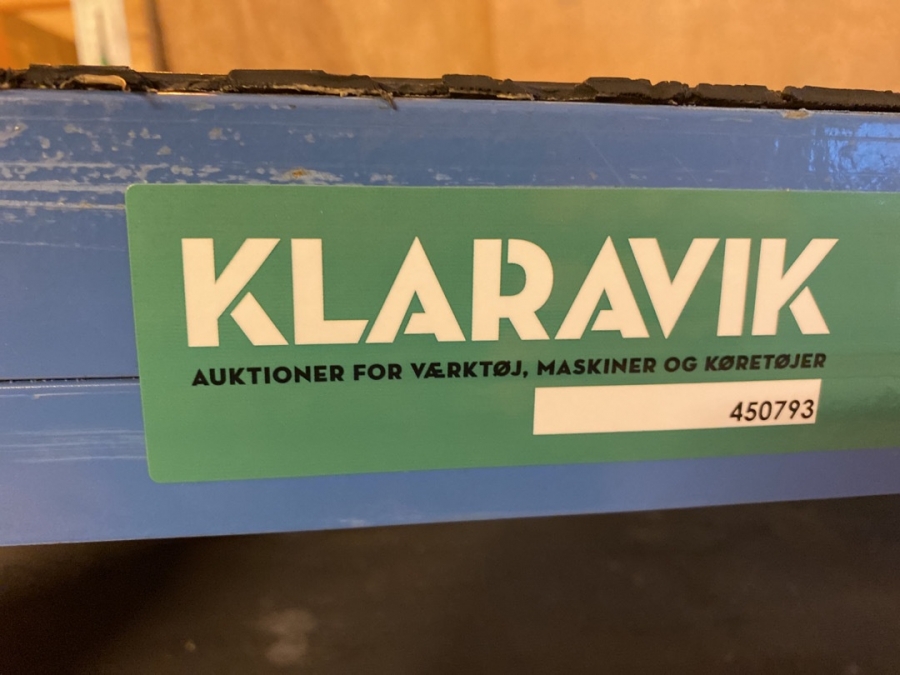 KLARAVIK
AUKTIONER FOR VÆRKTØJ, MASKINER OG KØRETØJER
450793